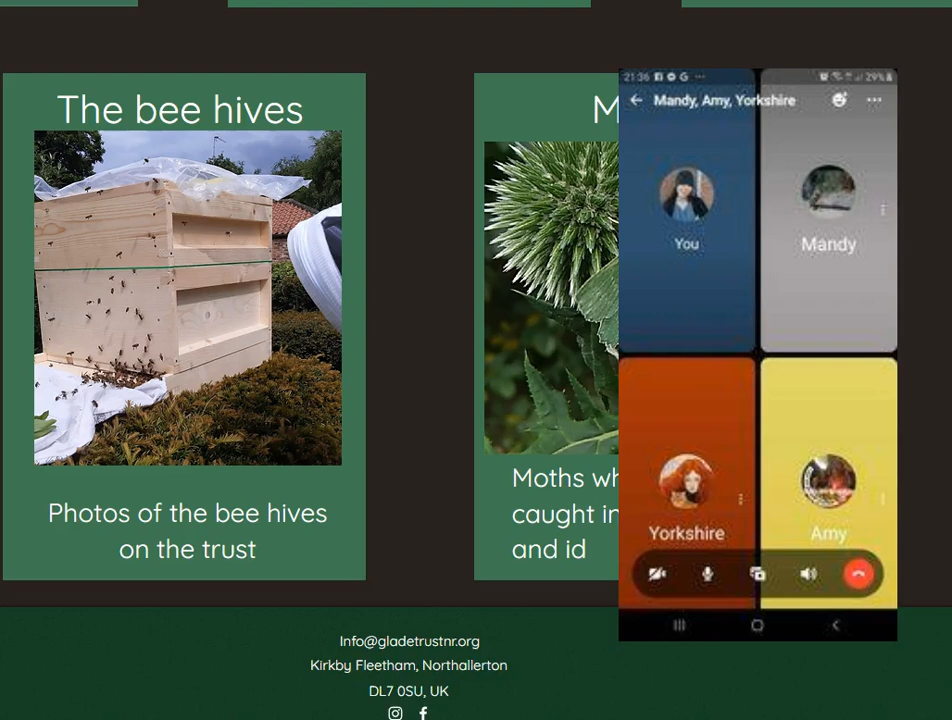 The bee hives
Photos of the bee hives
on the trust
M
Moths wh
caught in
and id
21:36
29%
Mandy, Amy, Yorkshire
You
Mandy
Yorkshire
Amy
Info@gladetrustnr.org
Kirkby Fleetham, Northallerton
DL7 0SU, UK